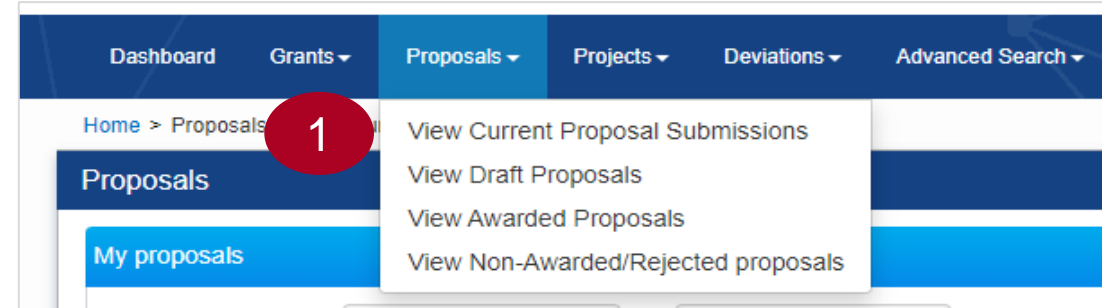 Dashboard Grants Proposals Projects Deviations Advanced Search
Home > Proposals
1
View Current Proposal Submissions
Proposals
View Draft Proposals
View Awarded Proposals
My proposals
View Non-Awarded/Rejected proposals